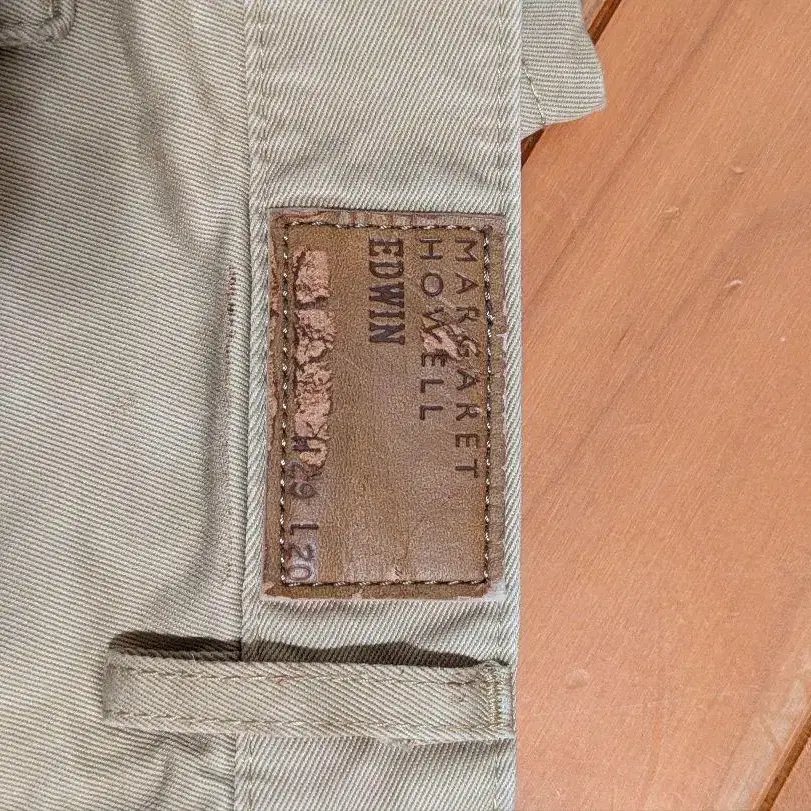 MARGARET
HOWELL
EDWIN
W29 L20